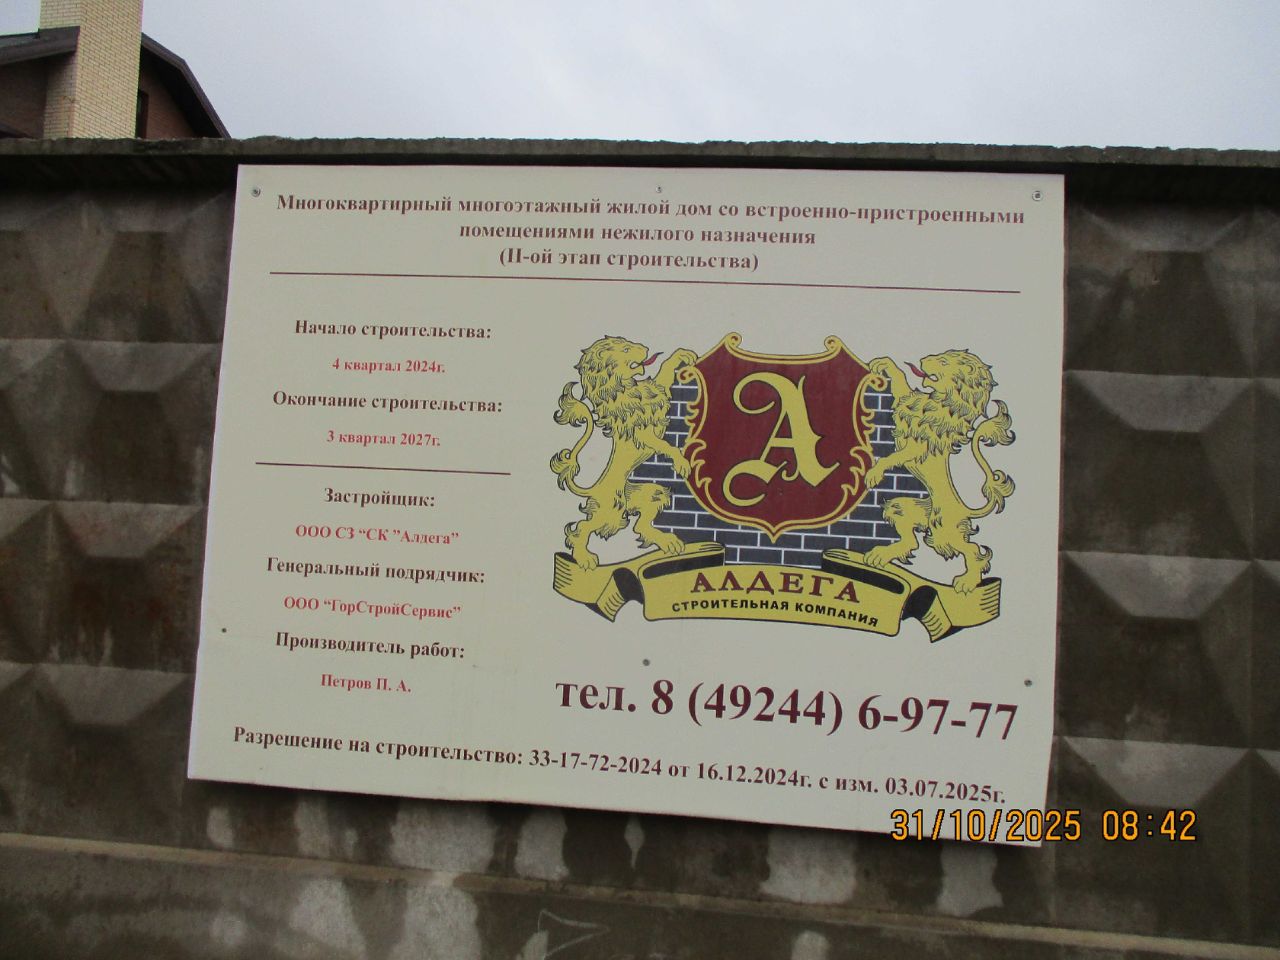 Многоквартирный многоэтажный жилой дом со встроенно-пристроенными
помещениями нежилого назначения
(II-ой этап строительства)
Начало строительства:
4 квартал 2024г.
Окончание строительства:
3 квартал 2027г.
Застройщик:
ООО СЗ “СК ”Алдега”
Генеральный подрядчик:
ООО “ГорСтройСервис”
Производитель работ:
Петров П. А.
А
АЛДЕГА
СТРОИТЕЛЬНАЯ КОМПАНИЯ
тел. 8 (49244) 6-97-77
Разрешение на строительство: 33-17-72-2024 от 16.12.2024г. с изм. 03.07.2025г.
31/10/2025 08:42